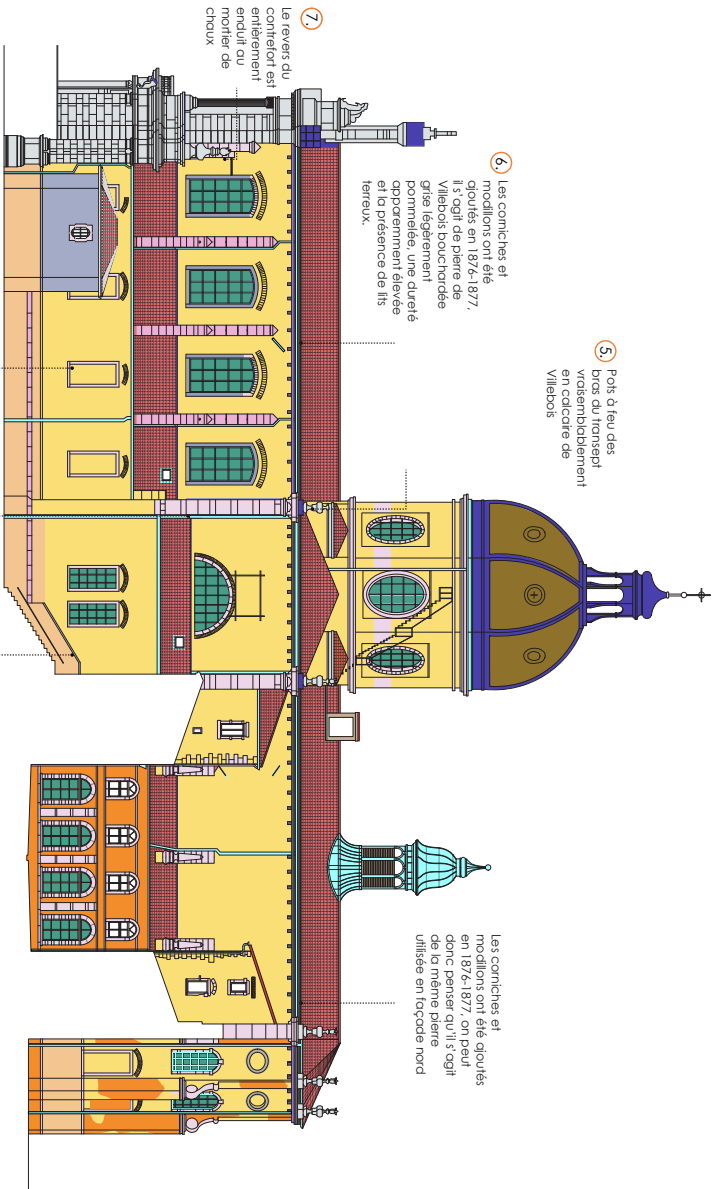 5.
Pots à feu des
bras du transept
vraisemblablement
en calcaire de
Villebois
6.
Les corniches et
modillons ont été
ajoutés en 1876-1877,
il s'agit de pierre de
Villebois bouchardée
grise légèrement
pommelée, une dureté
apparemment élevée
et la présence de lits
terreux.
7.
Le revers du
contrefort est
entièrement
enduit au
mortier de
chaux
Les corniches et
modillons ont été ajoutés
en 1876-1877, on peut
donc penser qu'il s'agit
de la même pierre
utilisée en façade nord